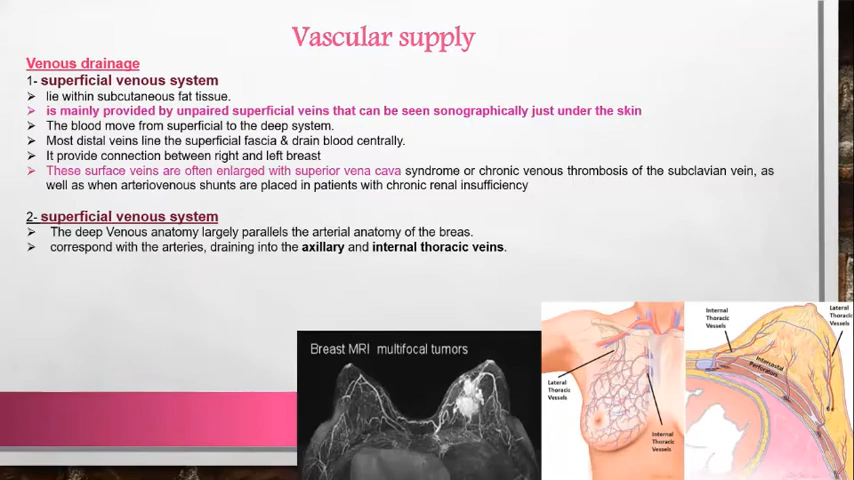 Vascular supply
Venous drainage
1- superficial venous system
➢ lie within subcutaneous fat tissue.
➢ is mainly provided by unpaired superficial veins that can be seen sonographically just under the skin
➢ The blood move from superficial to the deep system.
➢ Most distal veins line the superficial fascia & drain blood centrally.
➢ It provide connection between right and left breast
➢ These surface veins are often enlarged with superior vena cava syndrome or chronic venous thrombosis of the subclavian vein, as
well as when arteriovenous shunts are placed in patients with chronic renal insufficiency
2- superficial venous system
➢ The deep Venous anatomy largely parallels the arterial anatomy of the breas.
➢ correspond with the arteries, draining into the axillary and internal thoracic veins.
Breast MRI multifocal tumors
Lateral
Thoracic
Vessels
Internal
Thoracic
Vessels
Internal
Thoracic
Vessels
Intercostal
Perforators
Lateral
Thoracic
Vessels